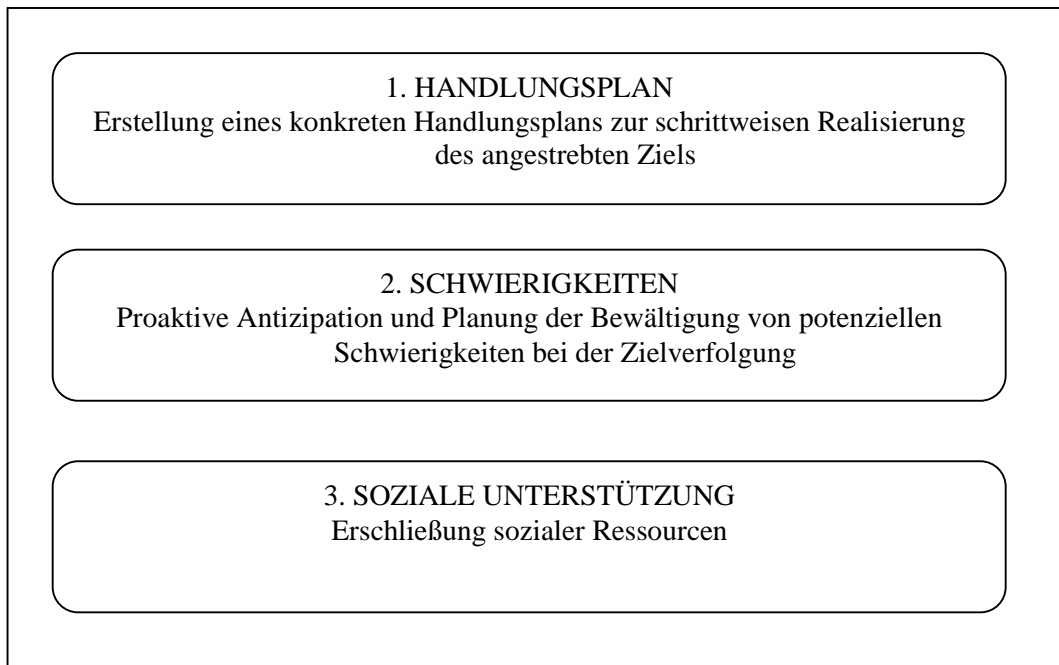 1. HANDLUNGSPLAN
Erstellung eines konkreten Handlungsplans zur schrittweisen Realisierung
des angestrebten Ziels
2. SCHWIERIGKEITEN
Proaktive Antizipation und Planung der Bewältigung von potenziellen
Schwierigkeiten bei der Zielverfolgung
3. SOZIALE UNTERSTÜTZUNG
Erschließung sozialer Ressourcen